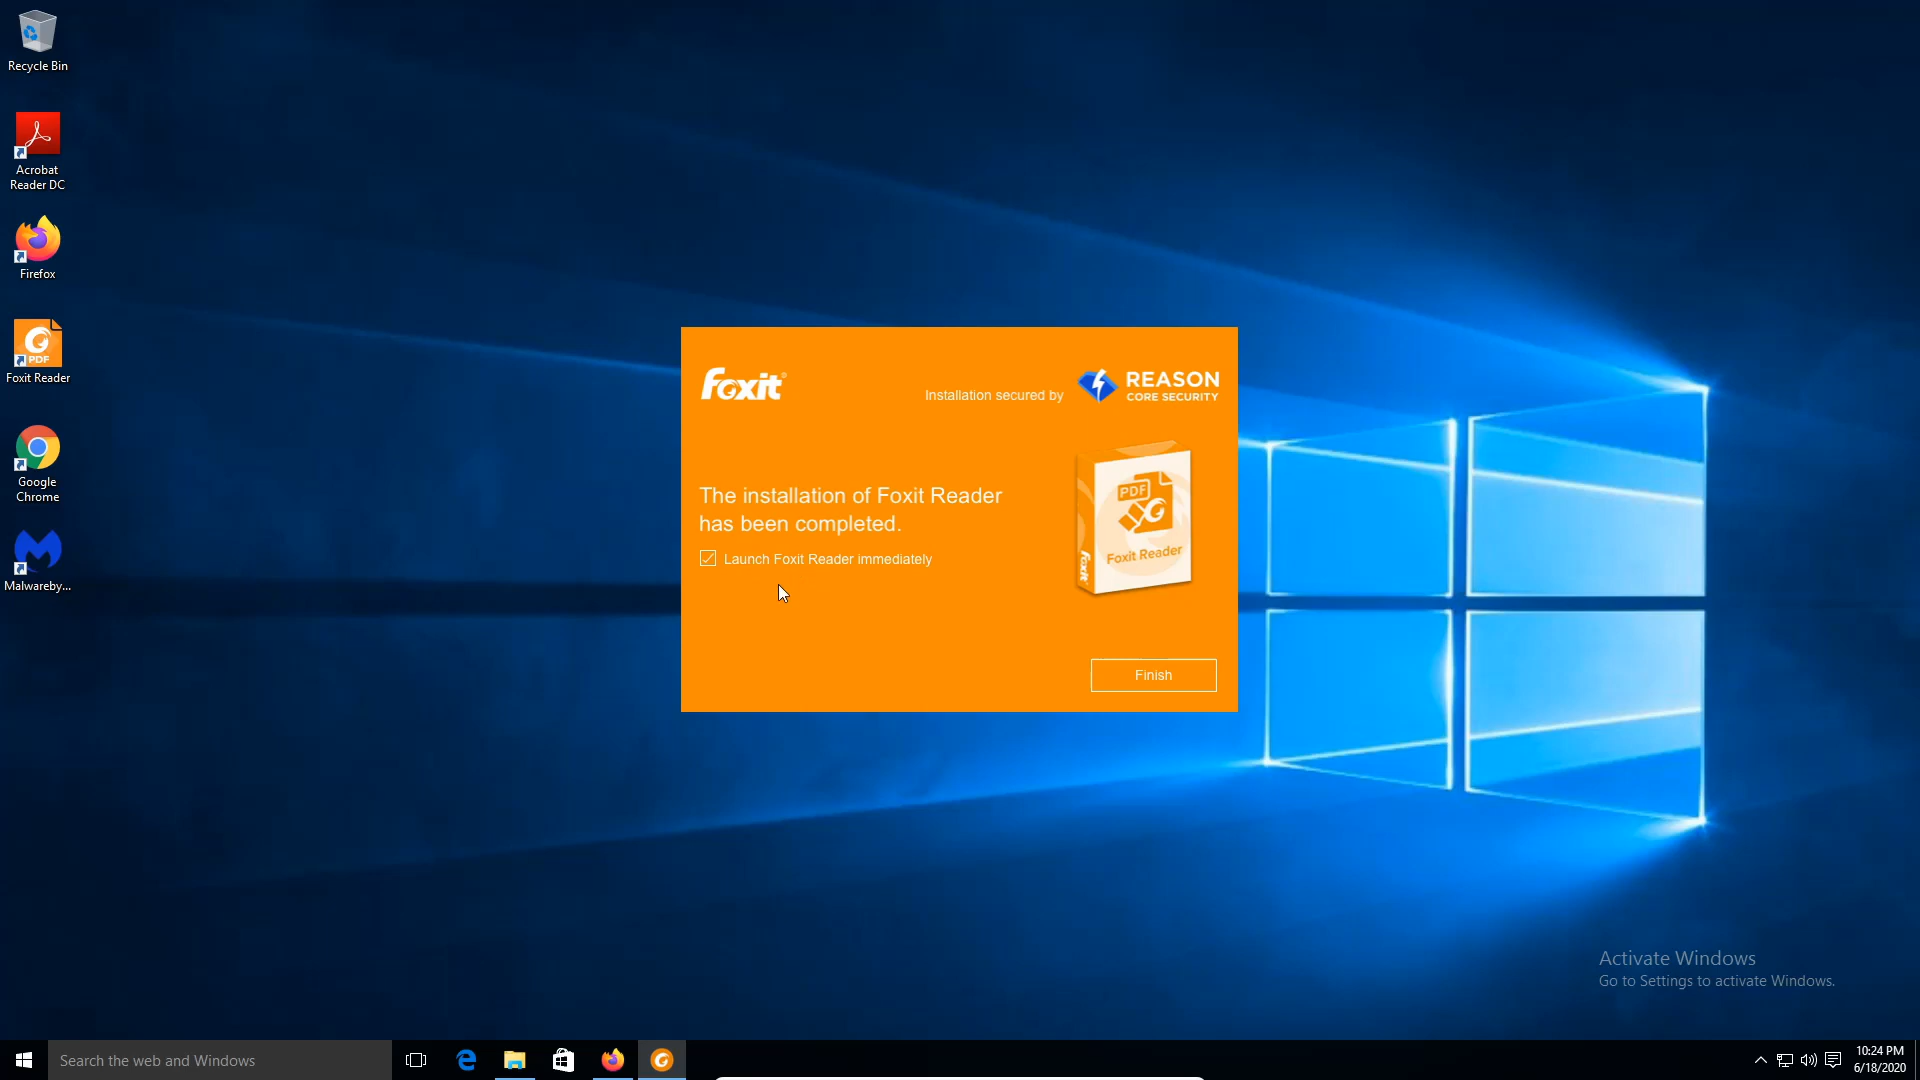 Recycle Bin
Acrobat
Reader DC
Firefox
PDF
Foxit Reader
Google
Chrome
Malwareby...
Foxit®
Installation secured by
REASON
CORE SECURITY
The installation of Foxit Reader
has been completed.
Launch Foxit Reader immediately
PDF
Foxit Reader
Foxit
Finish
Activate Windows
Go to Settings to activate Windows.
Search the web and Windows
10:24 PM
6/18/2020